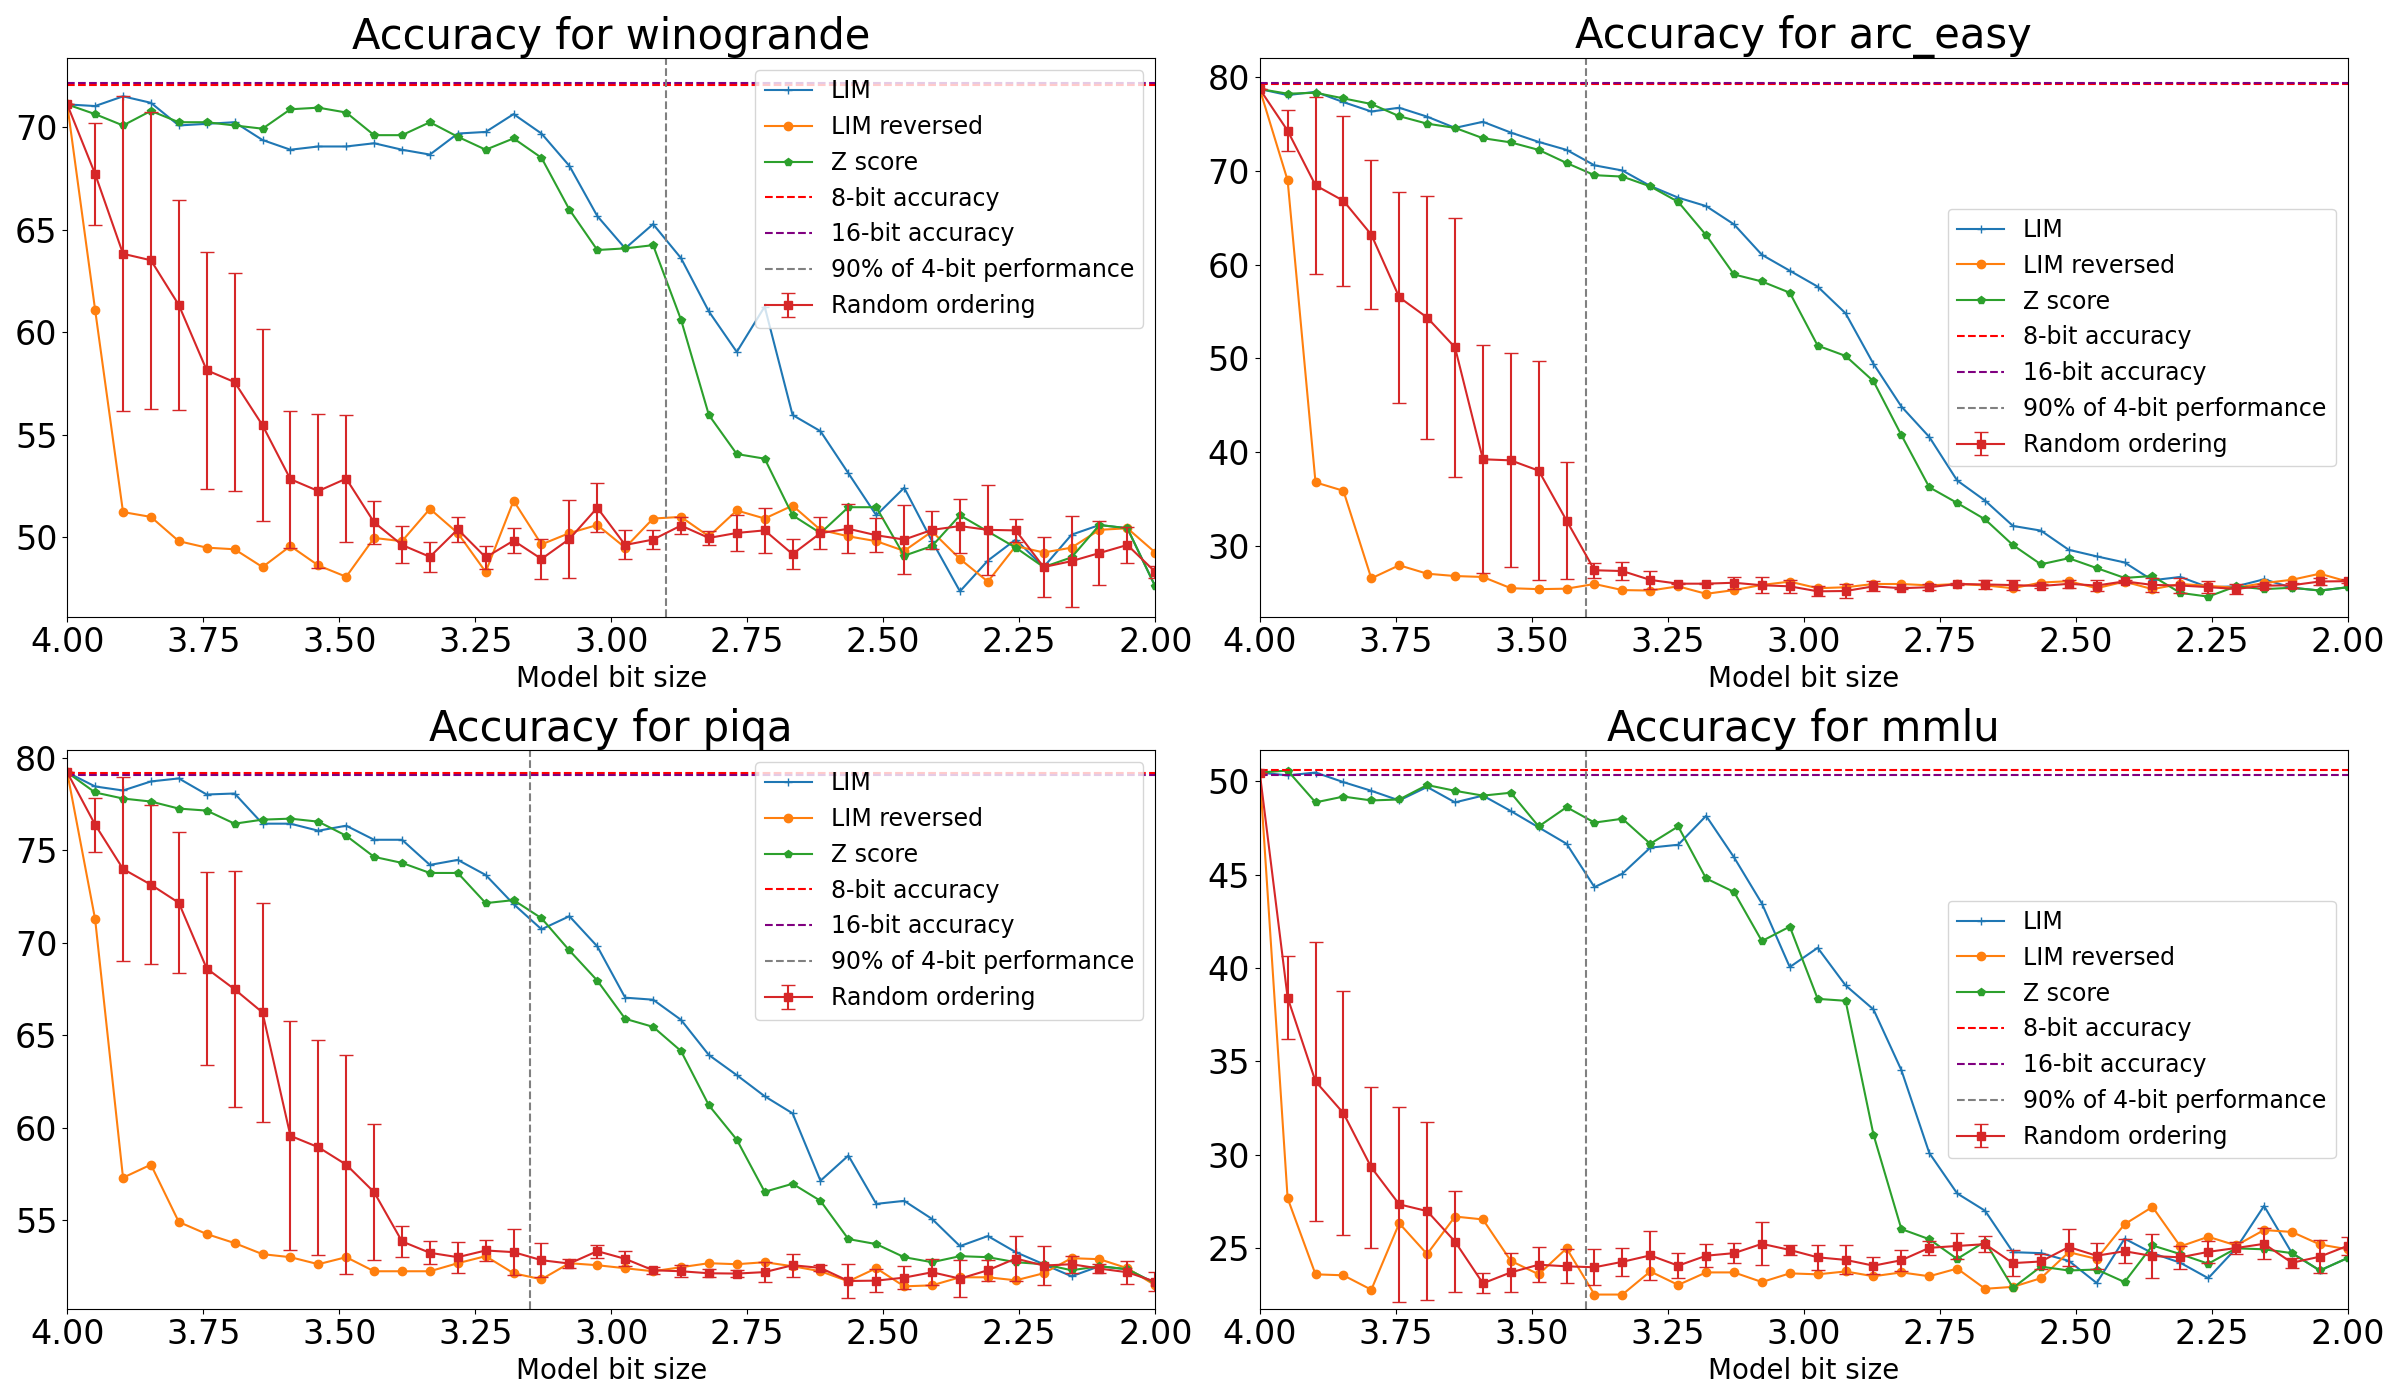 Accuracy for winogrande
70
65
60
55
50
4.00 3.75 3.50 3.25 3.00 2.75 2.50 2.25 2.00
Model bit size
LIM
LIM reversed
Z score
8-bit accuracy
16-bit accuracy
90% of 4-bit performance
Random ordering
Accuracy for arc_easy
80
70
60
50
40
30
4.00 3.75 3.50 3.25 3.00 2.75 2.50 2.25 2.00
Model bit size
LIM
LIM reversed
Z score
8-bit accuracy
16-bit accuracy
90% of 4-bit performance
Random ordering
Accuracy for piqa
80
75
70
65
60
55
4.00 3.75 3.50 3.25 3.00 2.75 2.50 2.25 2.00
Model bit size
LIM
LIM reversed
Z score
8-bit accuracy
16-bit accuracy
90% of 4-bit performance
Random ordering
Accuracy for mmlu
50
45
40
35
30
25
4.00 3.75 3.50 3.25 3.00 2.75 2.50 2.25 2.00
Model bit size
LIM
LIM reversed
Z score
8-bit accuracy
16-bit accuracy
90% of 4-bit performance
Random ordering